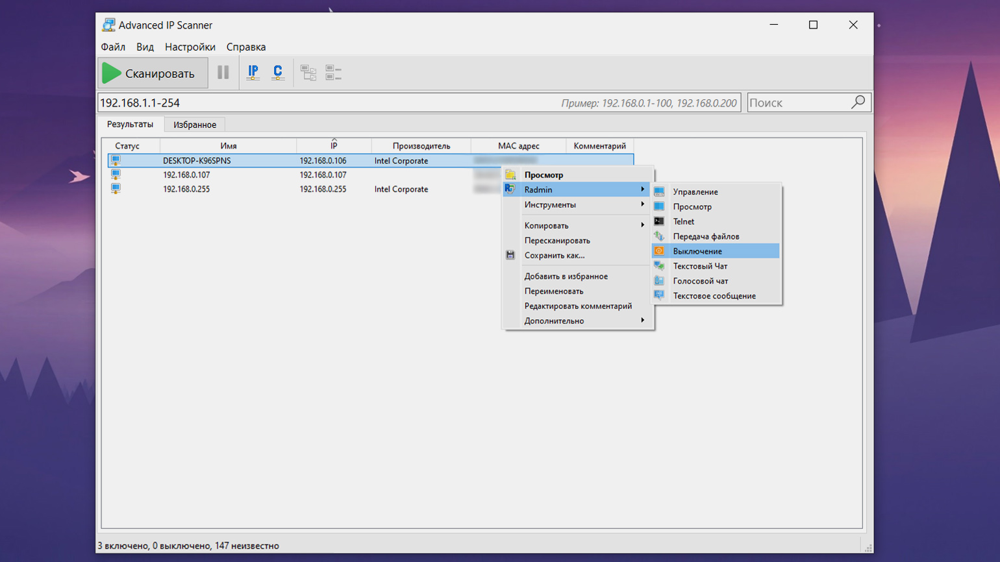 Advanced IP Scanner
Файл Вид Настройки Справка
Сканировать IP C
192.168.1.1-254 Пример: 192.168.0.1-100, 192.168.0.200 Поиск
Результаты Избранное
Статус Имя IP Производитель MAC адрес Комментарий
DESKTOP-K96SPNS 192.168.0.106 Intel Corporate
192.168.0.107 192.168.0.107
192.168.0.255 192.168.0.255 Intel Corporate
Просмотр
Radmin
Инструменты
Копировать
Пересканировать
Сохранить как...
Добавить в избранное
Переименовать
Редактировать комментарий
Дополнительно
Управление
Просмотр
Telnet
Передача файлов
Выключение
Текстовый Чат
Голосовой чат
Текстовое сообщение
3 включено, 0 выключено, 147 неизвестно